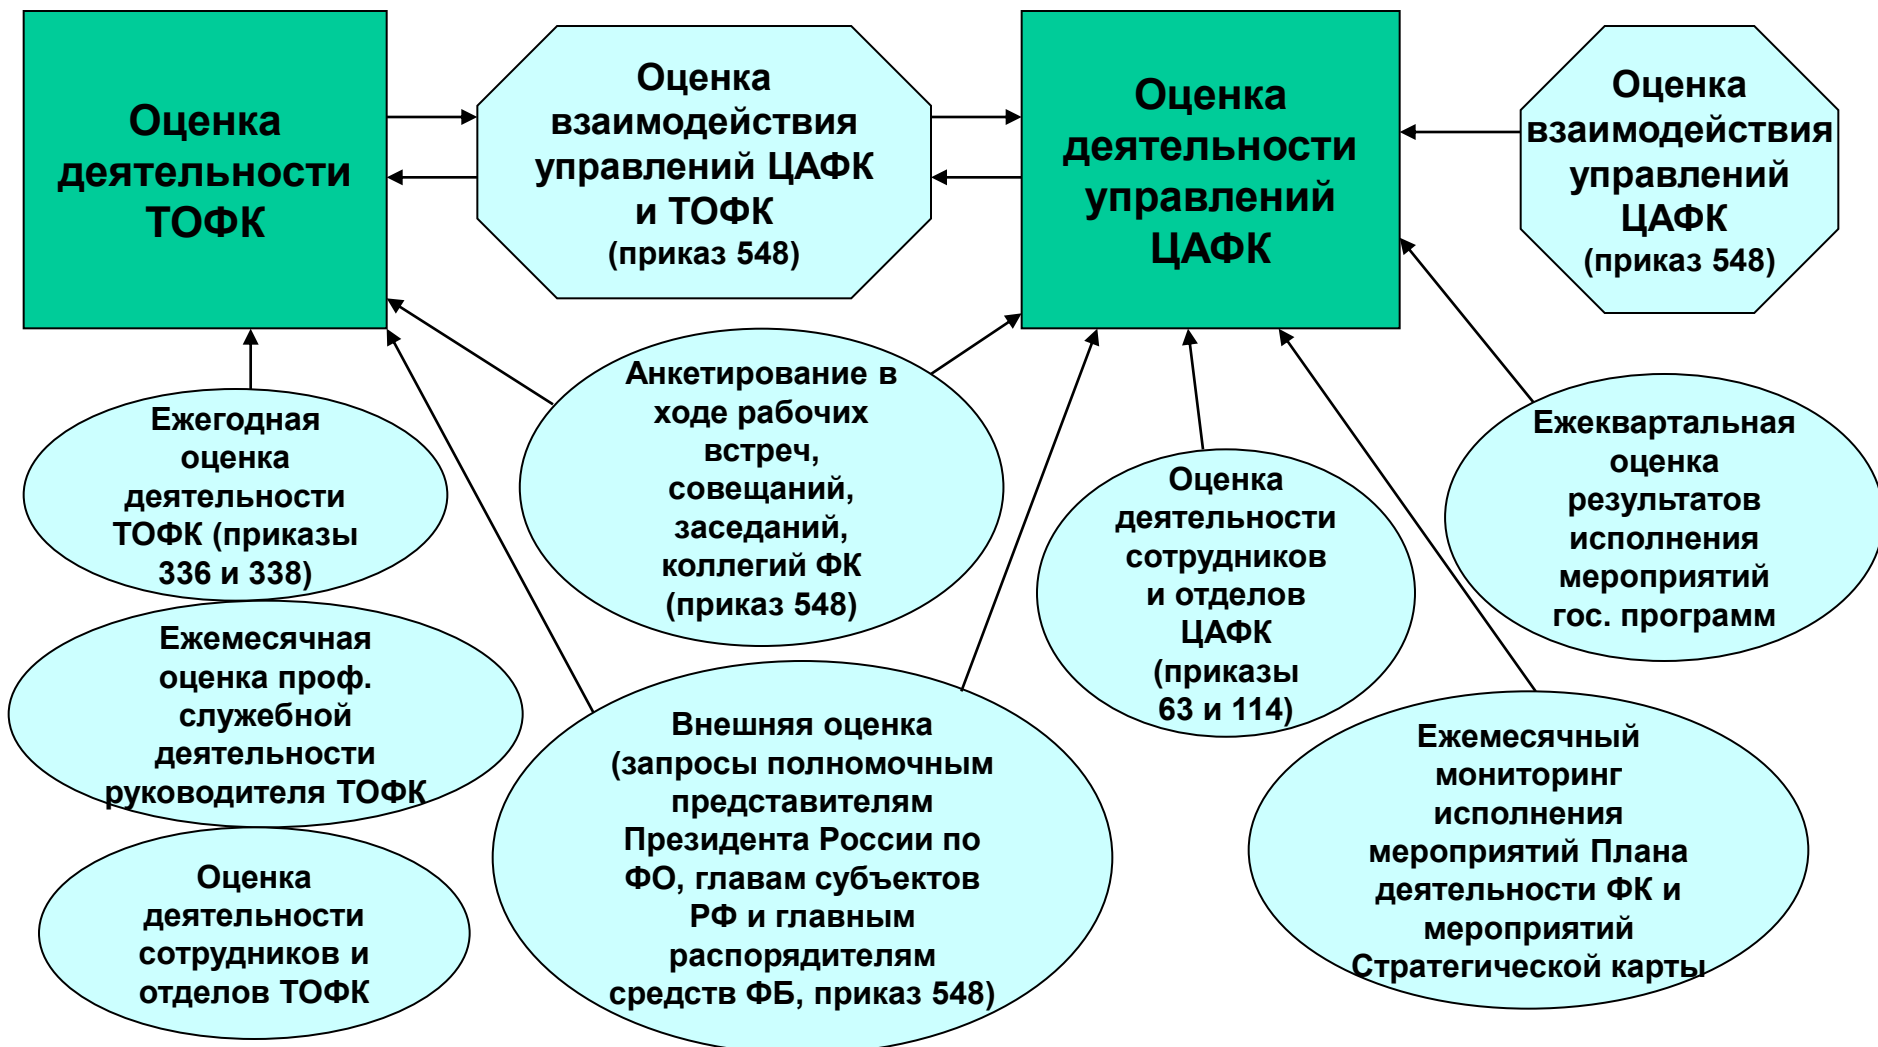 Оценка
деятельности
ТОФК
Оценка
взаимодействия
управлений ЦАФК
и ТОФК
(приказ 548)
Оценка
деятельности
управлений
ЦАФК
Оценка
взаимодействия
управлений
ЦАФК
(приказ 548)
Ежегодная
оценка
деятельности
ТОФК (приказы
336 и 338)
Анкетирование в
ходе рабочих
встреч,
совещаний,
заседаний,
коллегий ФК
(приказ 548)
Оценка
деятельности
сотрудников
и отделов
ЦАФК
(приказы
63 и 114)
Ежеквартальная
оценка
результатов
исполнения
мероприятий
гос. программ
Ежемесячная
оценка проф.
служебной
деятельности
руководителя ТОФК
Внешняя оценка
(запросы полномочным
представителям
Президента России по
ФО, главам субъектов
РФ и главным
распорядителям
средств ФБ, приказ 548)
Ежемесячный
мониторинг
исполнения
мероприятий Плана
деятельности ФК и
мероприятий
Стратегической карты
Оценка
деятельности
сотрудников и
отделов ТОФК